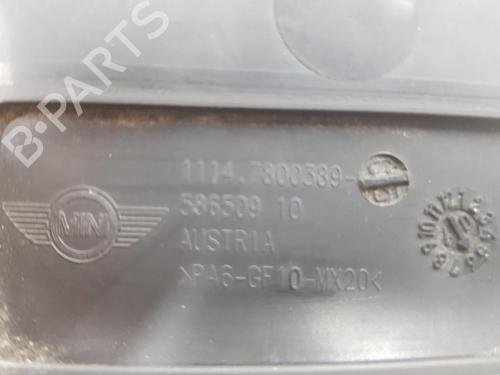 B-PARTS
1114.7800389-
586509 10
MINI
AUSTRIA
>PA6-GF10-MX20<